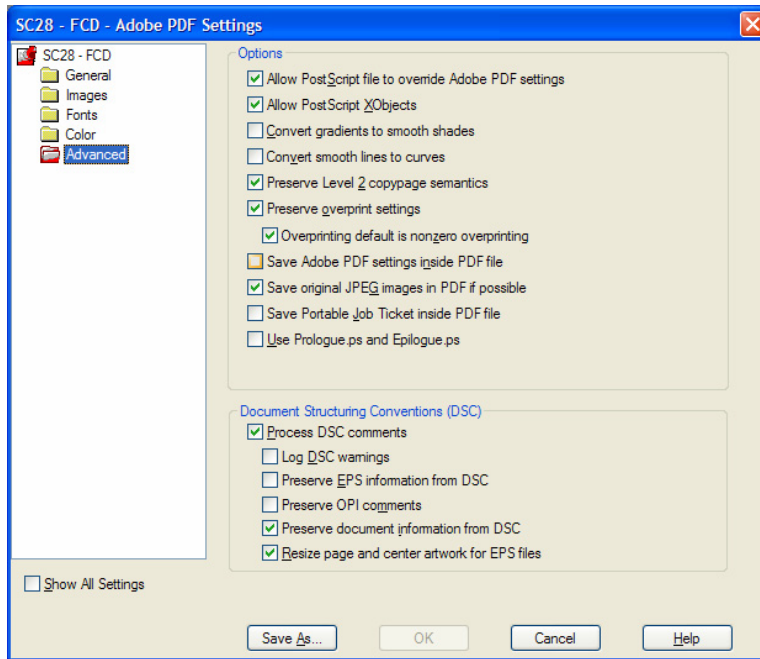 SC28 - FCD - Adobe PDF Settings
SC28 - FCD
General
Images
Fonts
Color
Advanced
Options
Allow PostScript file to override Adobe PDF settings
Allow PostScript XObjects
Convert gradients to smooth shades
Convert smooth lines to curves
Preserve Level 2 copypage semantics
Preserve overprint settings
Overprinting default is nonzero overprinting
Save Adobe PDF settings inside PDF file
Save original JPEG images in PDF if possible
Save Portable Job Ticket inside PDF file
Use Prologue.ps and Epilogue.ps
Document Structuring Conventions (DSC)
Process DSC comments
Log DSC warnings
Preserve EPS information from DSC
Preserve OPI comments
Preserve document information from DSC
Resize page and center artwork for EPS files
Show All Settings
Save As... OK Cancel Help